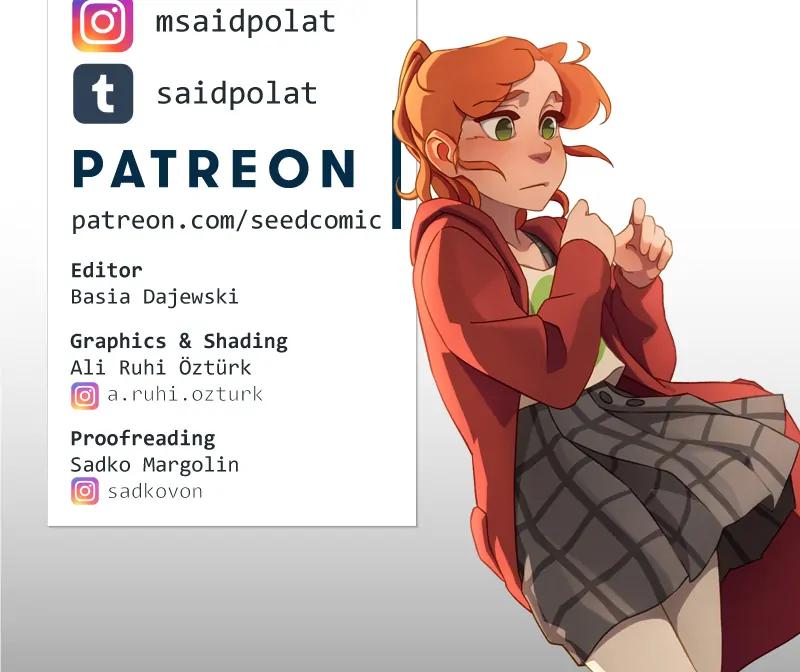 msaidpolat
saidpolat
PATREON
patreon.com/seedcomic
Editor
Basia Dajewski
Graphics & Shading
Ali Ruhi Öztürk
a.ruhi.ozturk
Proofreading
Sadko Margolin
sadkovon